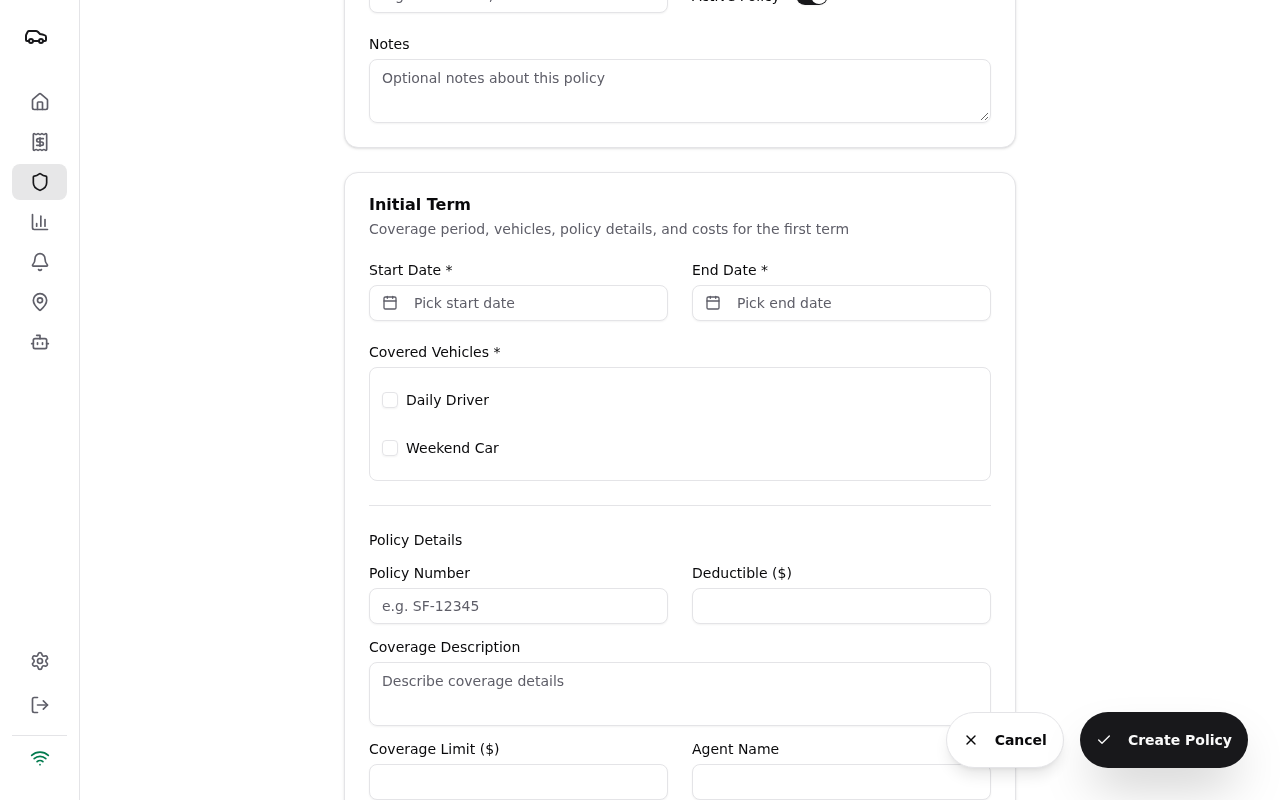 Notes
Optional notes about this policy
Initial Term
Coverage period, vehicles, policy details, and costs for the first term
Start Date *
End Date *
Pick start date
Pick end date
Covered Vehicles *
Daily Driver
Weekend Car
Policy Details
Policy Number
Deductible ($)
e.g. SF-12345
Coverage Description
Describe coverage details
Coverage Limit ($)
Agent Name
Cancel
Create Policy